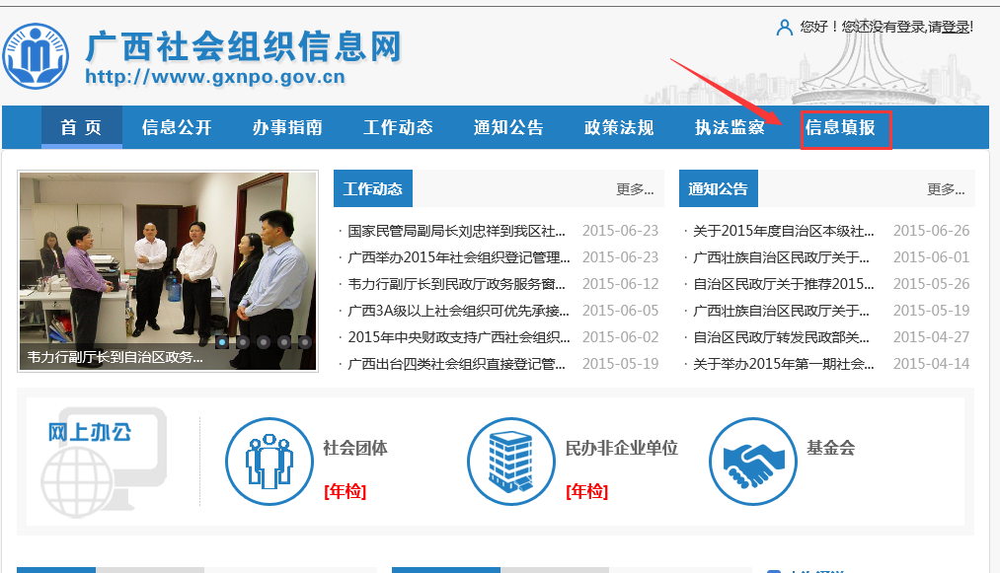 您好！您还没有登录,请登录!
广西社会组织信息网
http://www.gxnpo.gov.cn
首 页 信息公开 办事指南 工作动态 通知公告 政策法规 执法监察 信息填报
韦力行副厅长到自治区政务...
工作动态 更多...
· 国家民管局副局长刘忠祥到我区社... 2015-06-23
· 广西举办2015年社会组织登记管理... 2015-06-23
· 韦力行副厅长到民政厅政务服务窗... 2015-06-12
· 广西3A级以上社会组织可优先承接... 2015-06-05
· 2015年中央财政支持广西社会组织... 2015-06-02
· 广西出台四类社会组织直接登记管... 2015-05-19
通知公告 更多...
· 关于2015年度自治区本级社... 2015-06-26
· 广西壮族自治区民政厅关于... 2015-06-01
· 自治区民政厅关于推荐2015... 2015-05-26
· 广西壮族自治区民政厅关于... 2015-05-19
· 自治区民政厅转发民政部关... 2015-04-27
· 关于举办2015年第一期社会... 2015-04-14
网上办公
社会团体
[年检]
民办非企业单位
[年检]
基金会